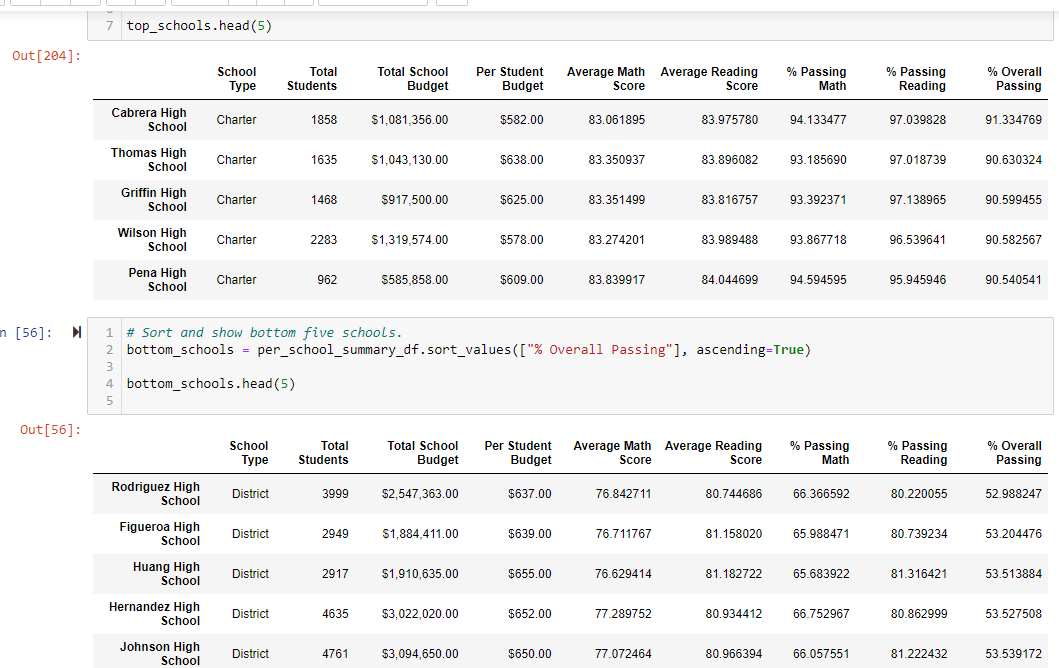 7 top_schools.head(5)
Out[204]:
School Type Total Students Total School Budget Per Student Budget Average Math Score Average Reading Score % Passing Math % Passing Reading % Overall Passing
Cabrera High School Charter 1858 $1,081,356.00 $582.00 83.061895 83.975780 94.133477 97.039828 91.334769
Thomas High School Charter 1635 $1,043,130.00 $638.00 83.350937 83.896082 93.185690 97.018739 90.630324
Griffin High School Charter 1468 $917,500.00 $625.00 83.351499 83.816757 93.392371 97.138965 90.599455
Wilson High School Charter 2283 $1,319,574.00 $578.00 83.274201 83.989488 93.867718 96.539641 90.582567
Pena High School Charter 962 $585,858.00 $609.00 83.839917 84.044699 94.594595 95.945946 90.540541
n [56]:
1 # Sort and show bottom five schools.
2 bottom_schools = per_school_summary_df.sort_values(["% Overall Passing"], ascending=True)
3
4 bottom_schools.head(5)
5
Out[56]:
School Type Total Students Total School Budget Per Student Budget Average Math Score Average Reading Score % Passing Math % Passing Reading % Overall Passing
Rodriguez High School District 3999 $2,547,363.00 $637.00 76.842711 80.744686 66.366592 80.220055 52.988247
Figueroa High School District 2949 $1,884,411.00 $639.00 76.711767 81.158020 65.988471 80.739234 53.204476
Huang High School District 2917 $1,910,635.00 $655.00 76.629414 81.182722 65.683922 81.316421 53.513884
Hernandez High School District 4635 $3,022,020.00 $652.00 77.289752 80.934412 66.752967 80.862999 53.527508
Johnson High School District 4761 $3,094,650.00 $650.00 77.072464 80.966394 66.057551 81.222432 53.539172